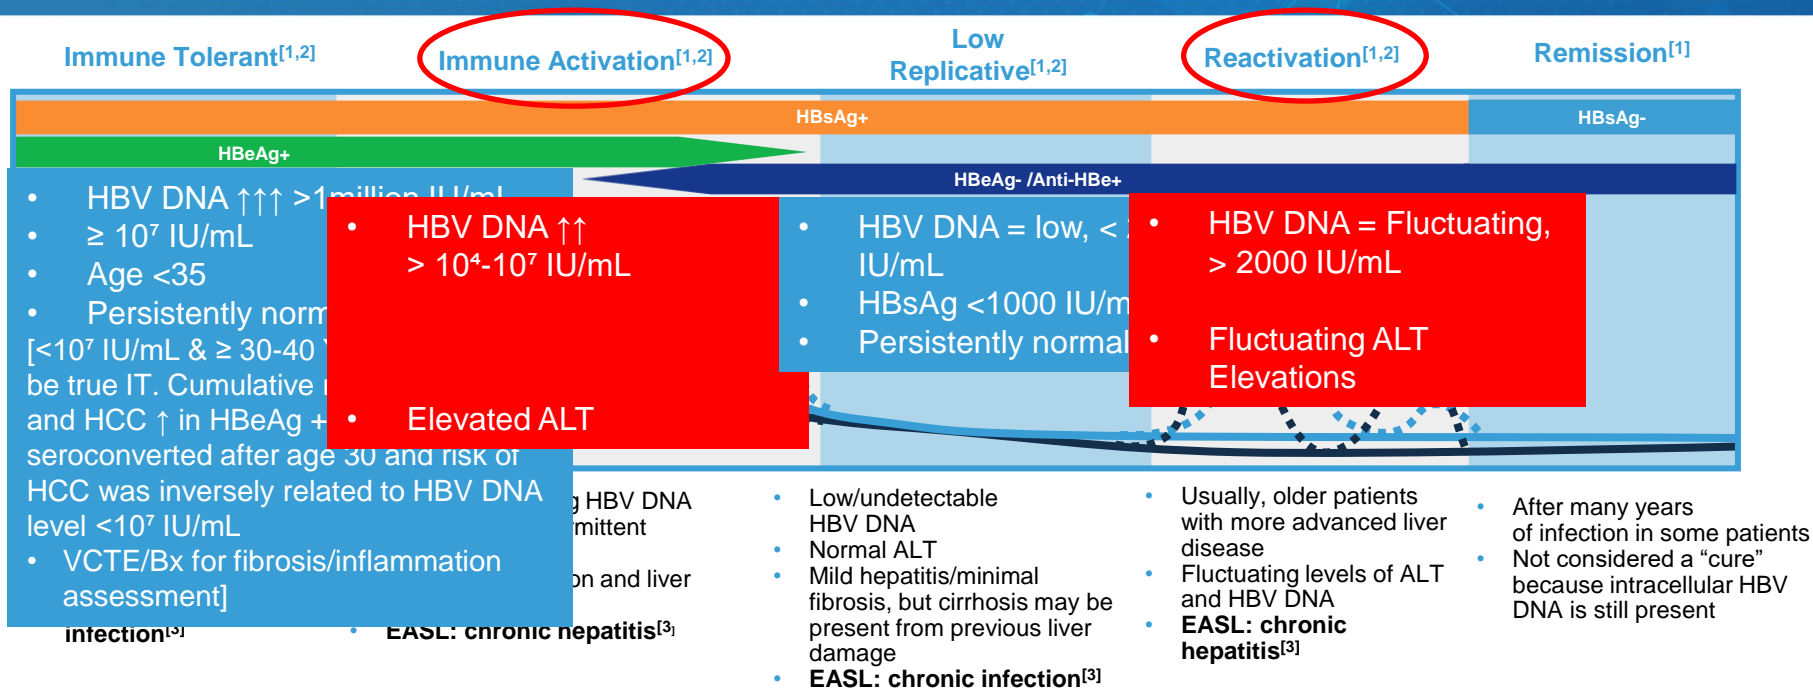 Immune Tolerant[1,2]
Immune Activation[1,2]
Low
Replicative[1,2]
Reactivation[1,2]
Remission[1]
HBsAg+
HBsAg-
HBeAg+
HBeAg- /Anti-HBe+
• HBV DNA ↑↑↑ >1million IU/mL
• ≥ 10⁷ IU/mL
• Age <35
• Persistently norm
[<10⁷ IU/mL & ≥ 30-40
be true IT. Cumulative
and HCC ↑ in HBeAg +
seroconverted after age 30 and risk of
HCC was inversely related to HBV DNA
level <10⁷ IU/mL
• VCTE/Bx for fibrosis/inflammation
assessment]
infection[3]
• HBV DNA ↑↑
> 10⁴-10⁷ IU/mL
• Elevated ALT
HBV DNA
on and liver
• EASL: chronic hepatitis[3]
• HBV DNA = low, <
IU/mL
• HBsAg <1000 IU/m
• Persistently normal
• Low/undetectable
HBV DNA
• Normal ALT
• Mild hepatitis/minimal
fibrosis, but cirrhosis may be
present from previous liver
damage
• EASL: chronic infection[3]
• HBV DNA = Fluctuating,
> 2000 IU/mL
• Fluctuating ALT
Elevations
• Usually, older patients
with more advanced liver
disease
• Fluctuating levels of ALT
and HBV DNA
• EASL: chronic
hepatitis[3]
• After many years
of infection in some patients
• Not considered a “cure”
because intracellular HBV
DNA is still present